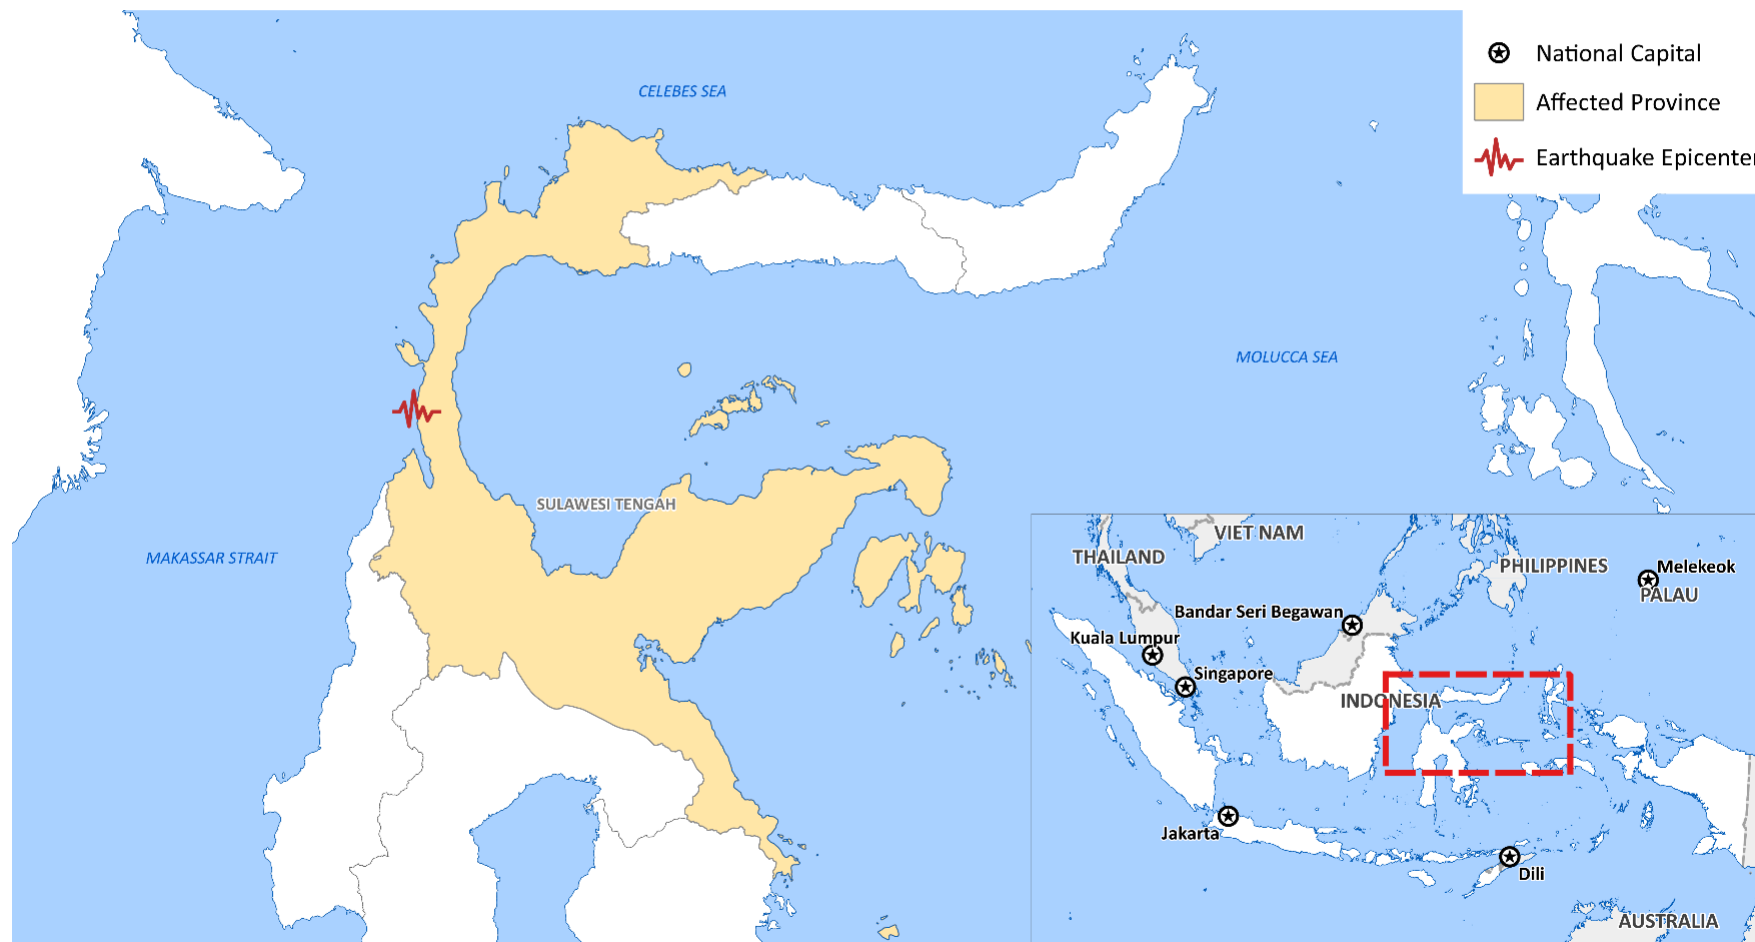 National Capital
Affected Province
Earthquake Epicenter
CELEBES SEA
MOLUCCA SEA
SULAWESI TENGAH
MAKASSAR STRAIT
VIET NAM
THAILAND
PHILIPPINES
Melekeok
PALAU
Bandar Seri Begawan
Kuala Lumpur
Singapore
INDONESIA
Jakarta
Dili
AUSTRALIA